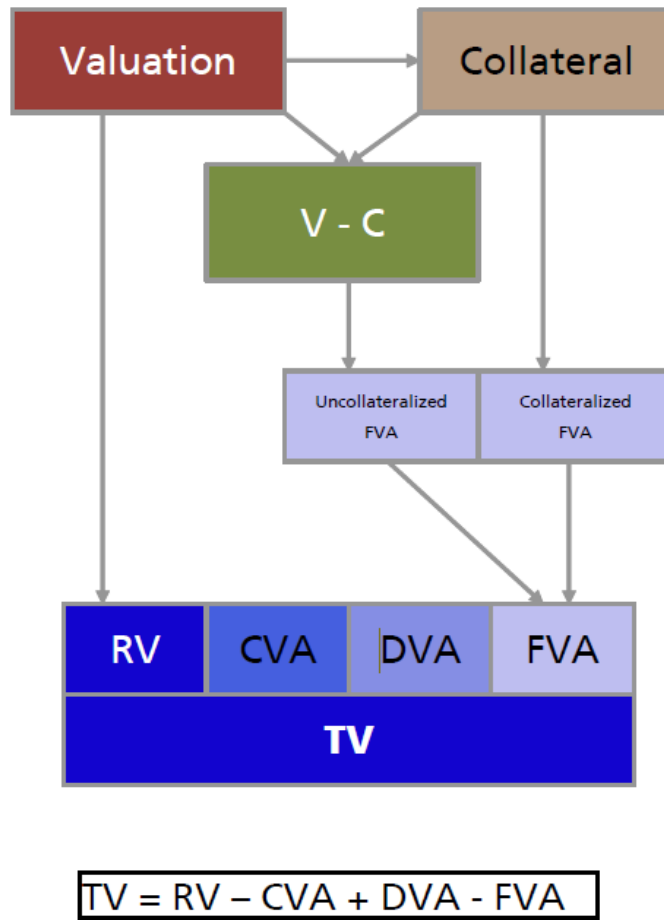 Valuation
Collateral
V - C
Uncollateralized
FVA
Collateralized
FVA
RV
CVA
DVA
FVA
TV
TV = RV – CVA + DVA - FVA